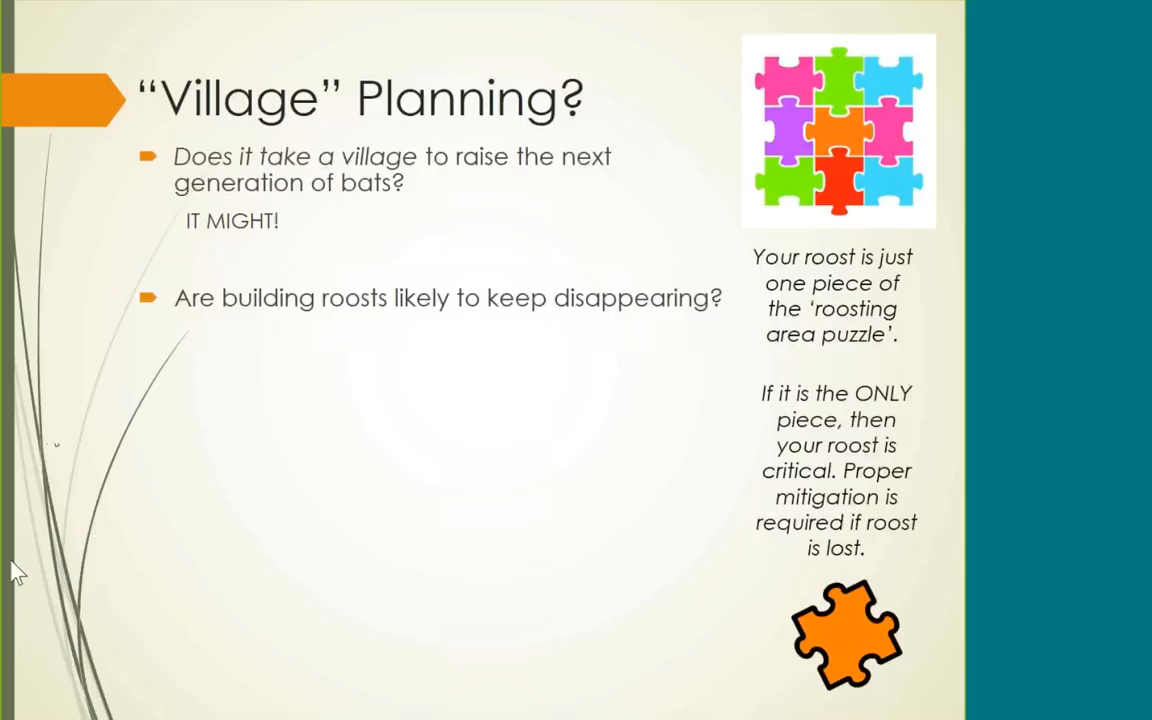 “Village” Planning?
Does it take a village to raise the next
generation of bats?
IT MIGHT!
Are building roosts likely to keep disappearing?
Your roost is just
one piece of
the ‘roosting
area puzzle’.
If it is the ONLY
piece, then
your roost is
critical. Proper
mitigation is
required if roost
is lost.